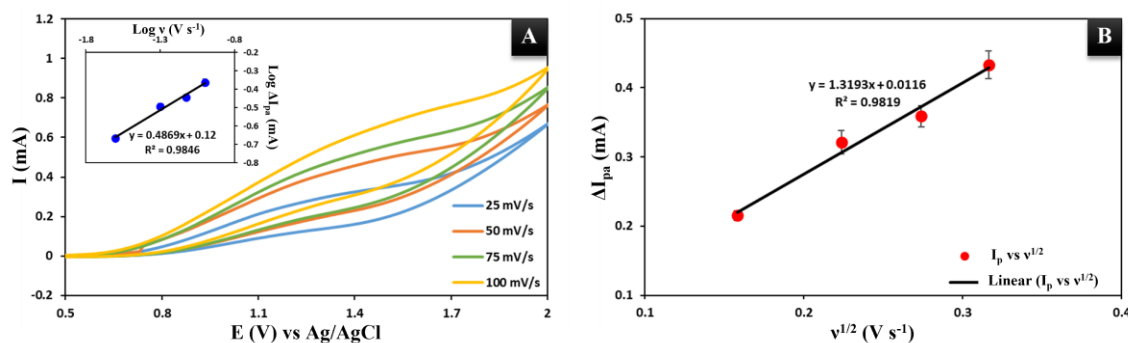 A
Log ν (V s⁻¹)
-1.8
-1.3
-0.8
-0.2
-0.3
-0.4
-0.5
-0.6
-0.7
-0.8
Log ΔIpa (mA)
y = 0.4869x + 0.12
R² = 0.9846
1.2
1
0.8
0.6
0.4
0.2
0
-0.2
I (mA)
25 mV/s
50 mV/s
75 mV/s
100 mV/s
0.5
0.8
1.1
1.4
1.7
2
E (V) vs Ag/AgCl
B
0.5
0.4
0.3
0.2
0.1
ΔIpa (mA)
y = 1.3193x + 0.0116
R² = 0.9819
Ip vs ν¹/²
Linear (Ip vs ν¹/²)
0.1
0.2
0.3
0.4
ν¹/² (V s⁻¹)